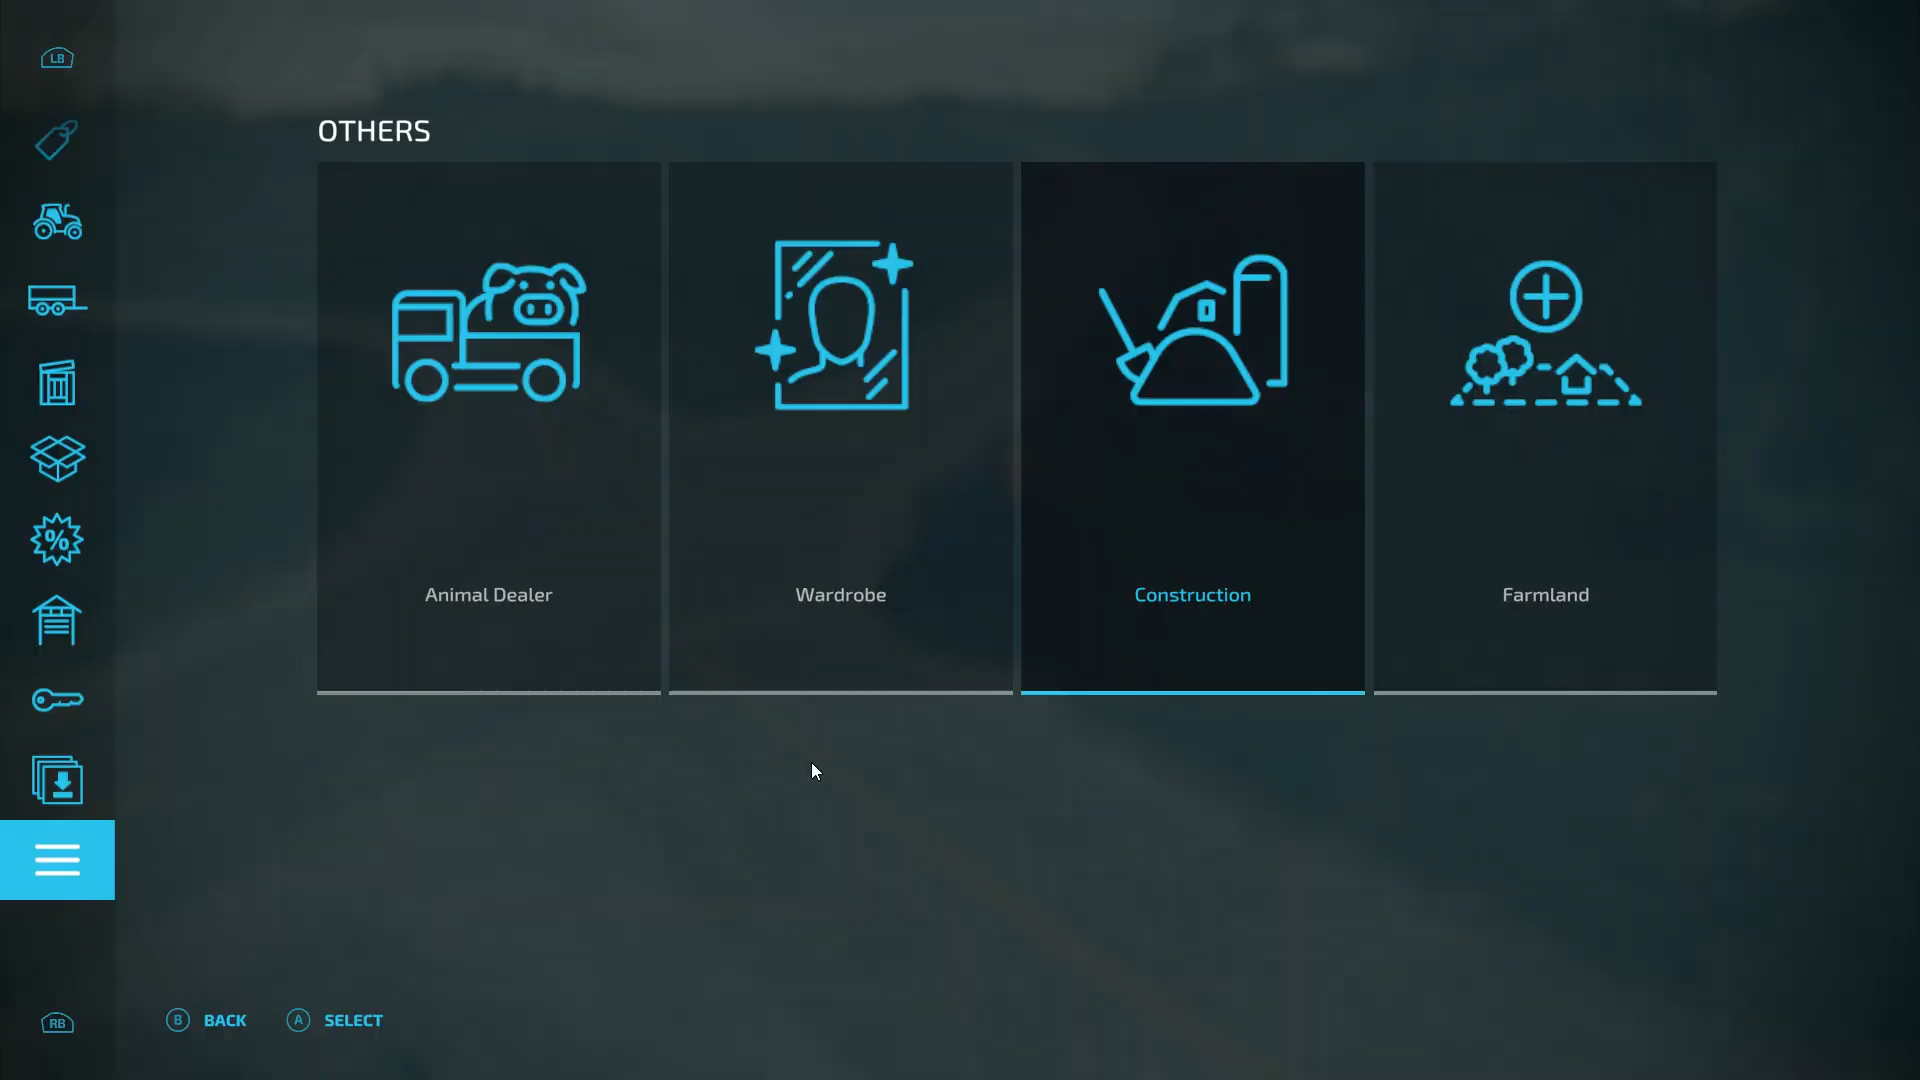 LB
OTHERS
%
Animal Dealer
Wardrobe
Construction
Farmland
RB
B BACK
A SELECT